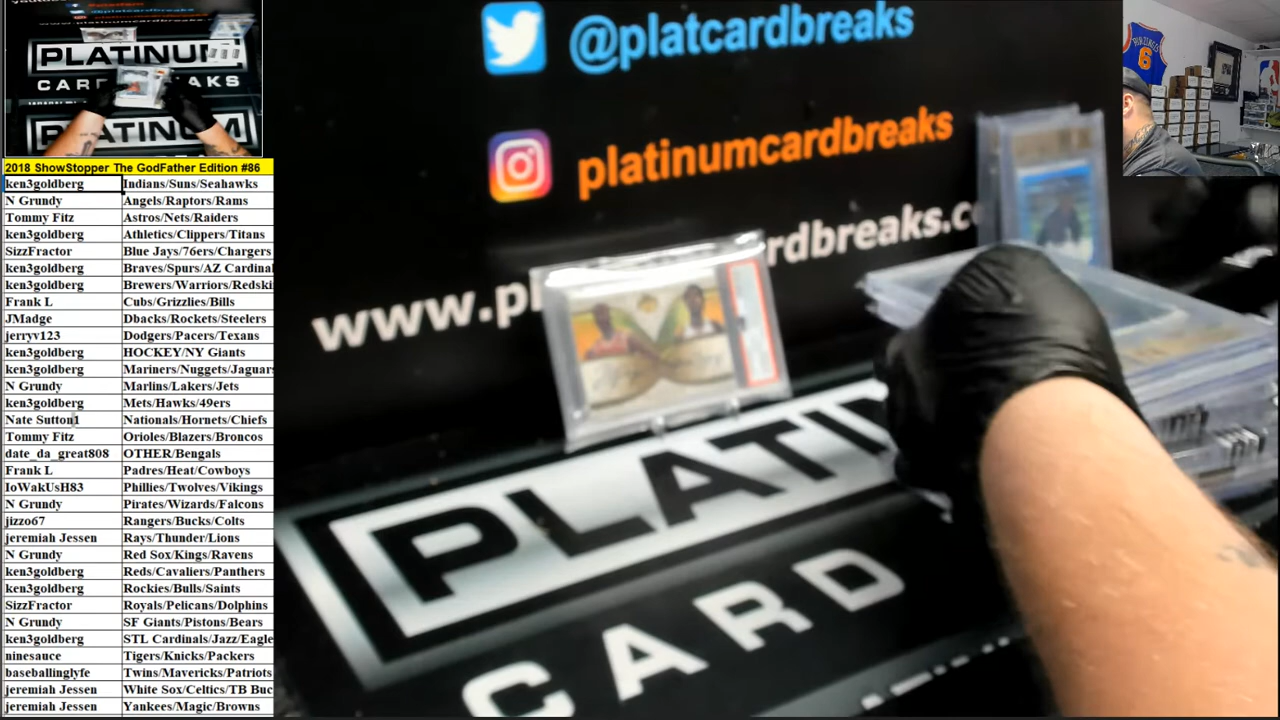 PLATINUM
CARD BREAKS
PLATINUM
2018 ShowStopper The GodFather Edition #86
ken3goldberg Indians/Suns/Seahawks
N Grundy Angels/Raptors/Rams
Tommy Fitz Astros/Nets/Raiders
ken3goldberg Athletics/Clippers/Titans
SizzFractor Blue Jays/76ers/Chargers
ken3goldberg Braves/Spurs/AZ Cardinal
ken3goldberg Brewers/Warriors/Redski
Frank L Cubs/Grizzlies/Bills
JMadge Dbacks/Rockets/Steelers
jerryv123 Dodgers/Pacers/Texans
ken3goldberg HOCKEY/NY Giants
ken3goldberg Mariners/Nuggets/Jaguar
N Grundy Marlins/Lakers/Jets
ken3goldberg Mets/Hawks/49ers
Nate Sutton1 Nationals/Hornets/Chiefs
Tommy Fitz Orioles/Blazers/Broncos
date_da_great808 OTHER/Bengals
Frank L Padres/Heat/Cowboys
IoWakUsH83 Phillies/Twolves/Vikings
N Grundy Pirates/Wizards/Falcons
jizzo67 Rangers/Bucks/Colts
jeremiah Jessen Rays/Thunder/Lions
N Grundy Red Sox/Kings/Ravens
ken3goldberg Reds/Cavaliers/Panthers
ken3goldberg Rockies/Bulls/Saints
SizzFractor Royals/Pelicans/Dolphins
N Grundy SF Giants/Pistons/Bears
ken3goldberg STL Cardinals/Jazz/Eagle
ninesauce Tigers/Knicks/Packers
baseballinglyfe Twins/Mavericks/Patriots
jeremiah Jessen White Sox/Celtics/TB Buc
jeremiah Jessen Yankees/Magic/Browns
@platcardbreaks
platinumcardbreaks
www.pl rdbreaks.co
PLATIN
CARD
6